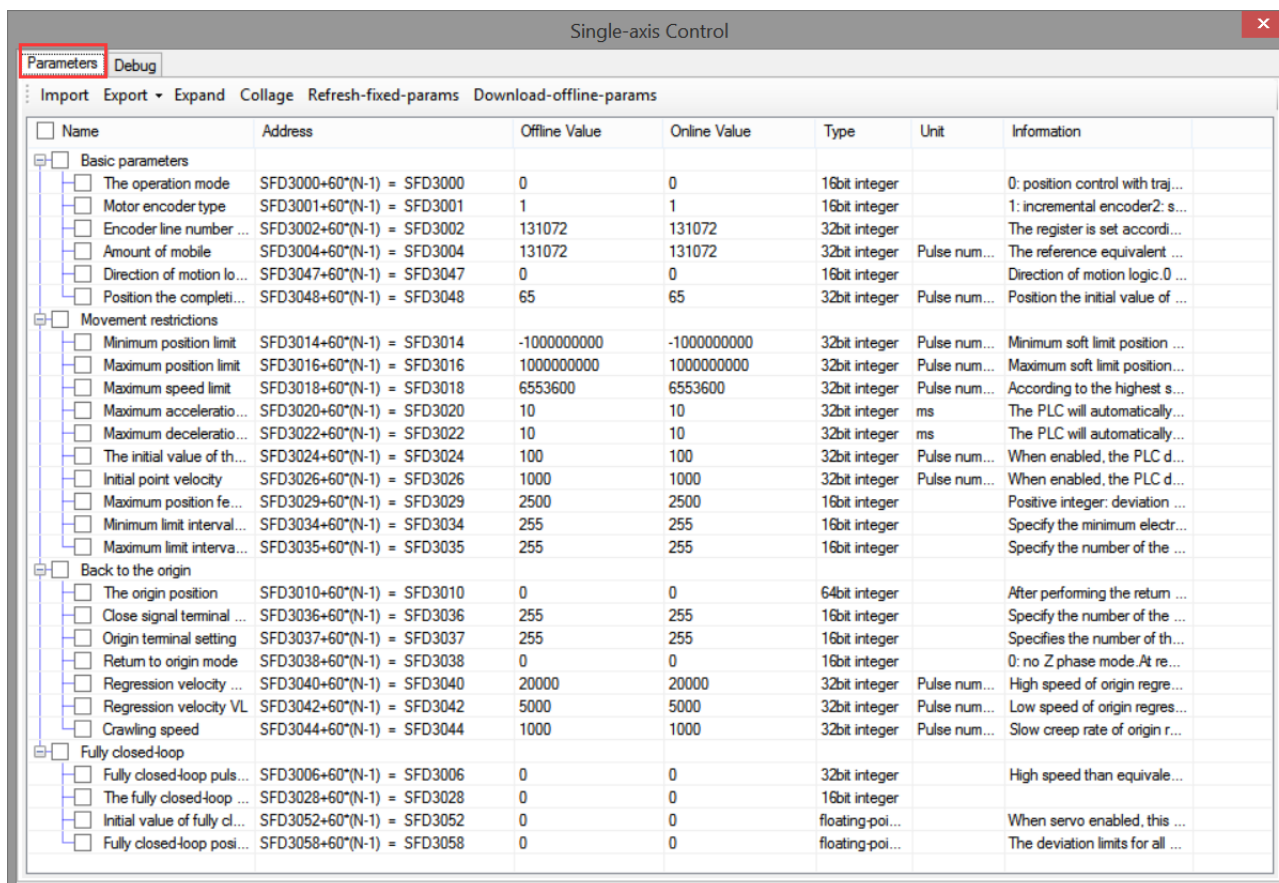 Single-axis Control
Parameters Debug
Import Export Expand Collage Refresh-fixed-params Download-offline-params
Name Address Offline Value Online Value Type Unit Information
Basic parameters
The operation mode SFD3000+60*(N-1) = SFD3000 0 0 16bit integer 0: position control with traj...
Motor encoder type SFD3001+60*(N-1) = SFD3001 1 1 16bit integer 1: incremental encoder2: s...
Encoder line number ... SFD3002+60*(N-1) = SFD3002 131072 131072 32bit integer The register is set accordi...
Amount of mobile SFD3004+60*(N-1) = SFD3004 131072 131072 32bit integer Pulse num... The reference equivalent ...
Direction of motion lo... SFD3047+60*(N-1) = SFD3047 0 0 16bit integer Direction of motion logic.0 ...
Position the completi... SFD3048+60*(N-1) = SFD3048 65 65 32bit integer Pulse num... Position the initial value of ...
Movement restrictions
Minimum position limit SFD3014+60*(N-1) = SFD3014 -1000000000 -1000000000 32bit integer Pulse num... Minimum soft limit position ...
Maximum position limit SFD3016+60*(N-1) = SFD3016 1000000000 1000000000 32bit integer Pulse num... Maximum soft limit position...
Maximum speed limit SFD3018+60*(N-1) = SFD3018 6553600 6553600 32bit integer Pulse num... According to the highest s...
Maximum acceleratio... SFD3020+60*(N-1) = SFD3020 10 10 32bit integer ms The PLC will automatically...
Maximum deceleratio... SFD3022+60*(N-1) = SFD3022 10 10 32bit integer ms The PLC will automatically...
The initial value of th... SFD3024+60*(N-1) = SFD3024 100 100 32bit integer Pulse num... When enabled, the PLC d...
Initial point velocity SFD3026+60*(N-1) = SFD3026 1000 1000 32bit integer Pulse num... When enabled, the PLC d...
Maximum position fe... SFD3029+60*(N-1) = SFD3029 2500 2500 16bit integer Positive integer: deviation ...
Minimum limit interval... SFD3034+60*(N-1) = SFD3034 255 255 16bit integer Specify the minimum electr...
Maximum limit interva... SFD3035+60*(N-1) = SFD3035 255 255 16bit integer Specify the number of the ...
Back to the origin
The origin position SFD3010+60*(N-1) = SFD3010 0 0 64bit integer After performing the return ...
Close signal terminal ... SFD3036+60*(N-1) = SFD3036 255 255 16bit integer Specify the number of the ...
Origin terminal setting SFD3037+60*(N-1) = SFD3037 255 255 16bit integer Specifies the number of th...
Return to origin mode SFD3038+60*(N-1) = SFD3038 0 0 16bit integer 0: no Z phase mode.At re...
Regression velocity ... SFD3040+60*(N-1) = SFD3040 20000 20000 32bit integer Pulse num... High speed of origin regre...
Regression velocity VL SFD3042+60*(N-1) = SFD3042 5000 5000 32bit integer Pulse num... Low speed of origin regres...
Crawling speed SFD3044+60*(N-1) = SFD3044 1000 1000 32bit integer Pulse num... Slow creep rate of origin r...
Fully closed-loop
Fully closed-loop puls... SFD3006+60*(N-1) = SFD3006 0 0 32bit integer High speed than equivale...
The fully closed-loop ... SFD3028+60*(N-1) = SFD3028 0 0 16bit integer
Initial value of fully cl... SFD3052+60*(N-1) = SFD3052 0 0 floating-poi... When servo enabled, this ...
Fully closed-loop posi... SFD3058+60*(N-1) = SFD3058 0 0 floating-poi... The deviation limits for all ...